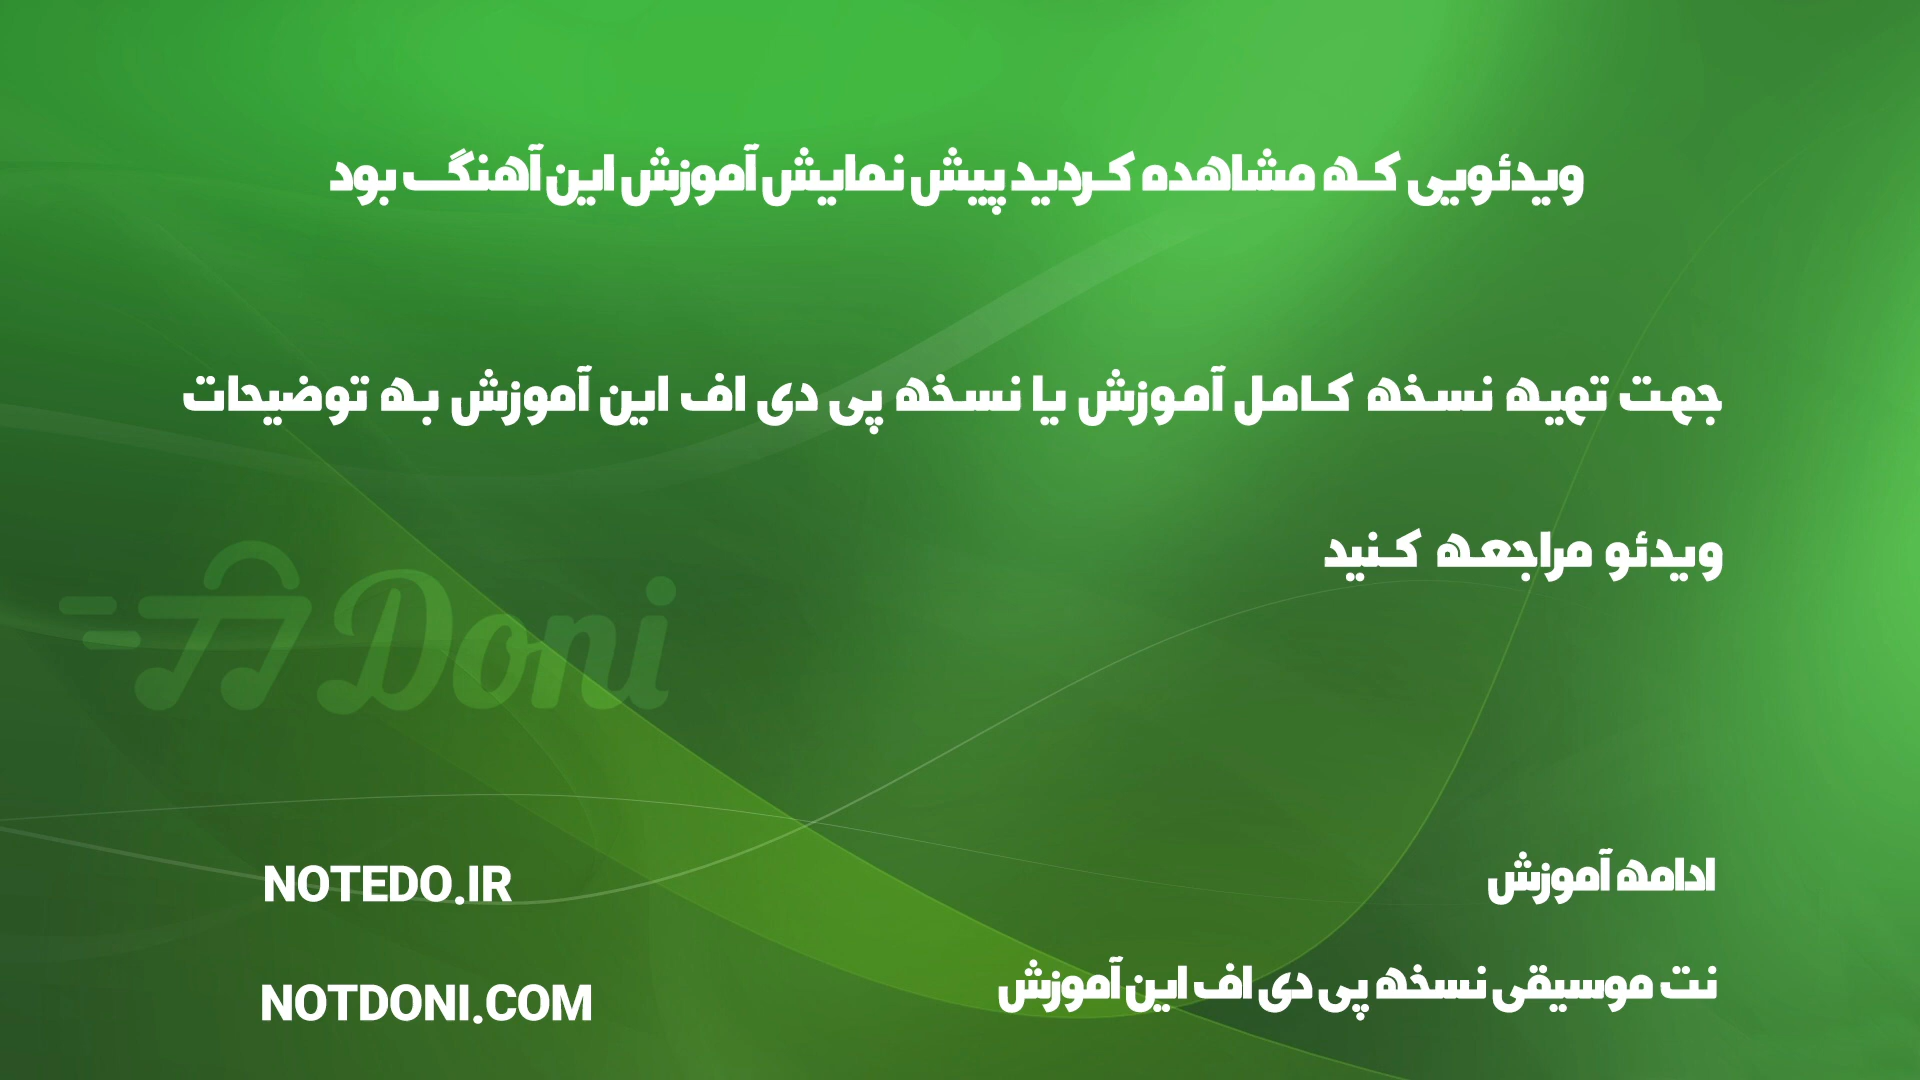 ویدئویی که مشاهده کردید پیش نمایش آموزش این آهنگ بود
جهت تهیه نسخه کامل آموزش یا نسخه پی دی اف این آموزش به توضیحات
ویدئو مراجعه کنید
Doni
ادامه آموزش
NOTEDO.IR
نت موسیقی نسخه پی دی اف این آموزش
NOTDONI.COM